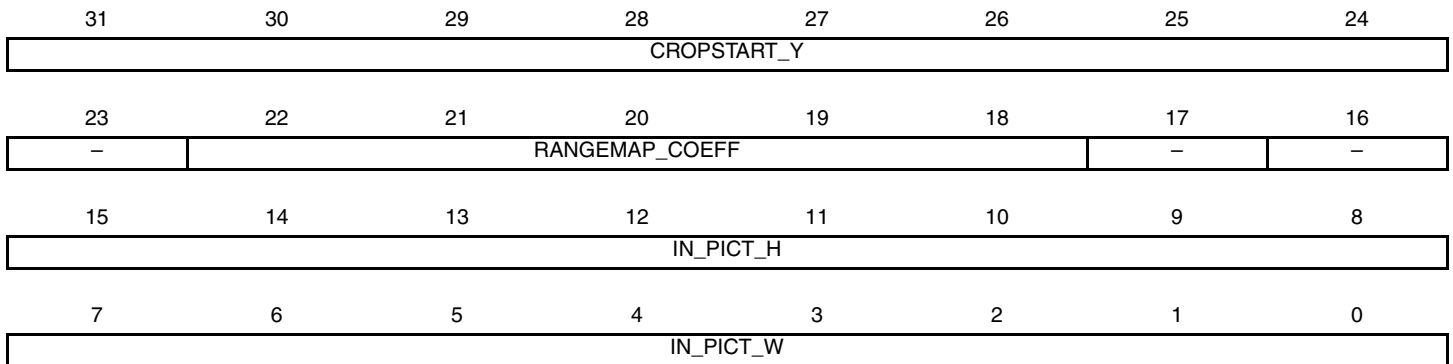 31 30 29 28 27 26 25 24
CROPSTART_Y
23 22 21 20 19 18 17 16
– RANGEMAP_COEFF – –
15 14 13 12 11 10 9 8
IN_PICT_H
7 6 5 4 3 2 1 0
IN_PICT_W